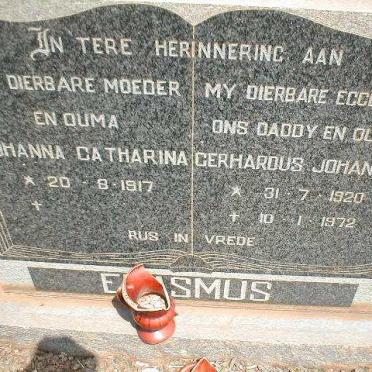 IN TERE HERINNERING AAN
DIERBARE MOEDER
EN OUMA
HANNA CATHARINA
* 20 - 8 - 1917
+
MY DIERBARE
ONS DADDY EN
GERHARDUS JOHAN
* 31 · 7 · 1920
+ 10 · 1 · 1972
RUS IN VREDE
ERASMUS